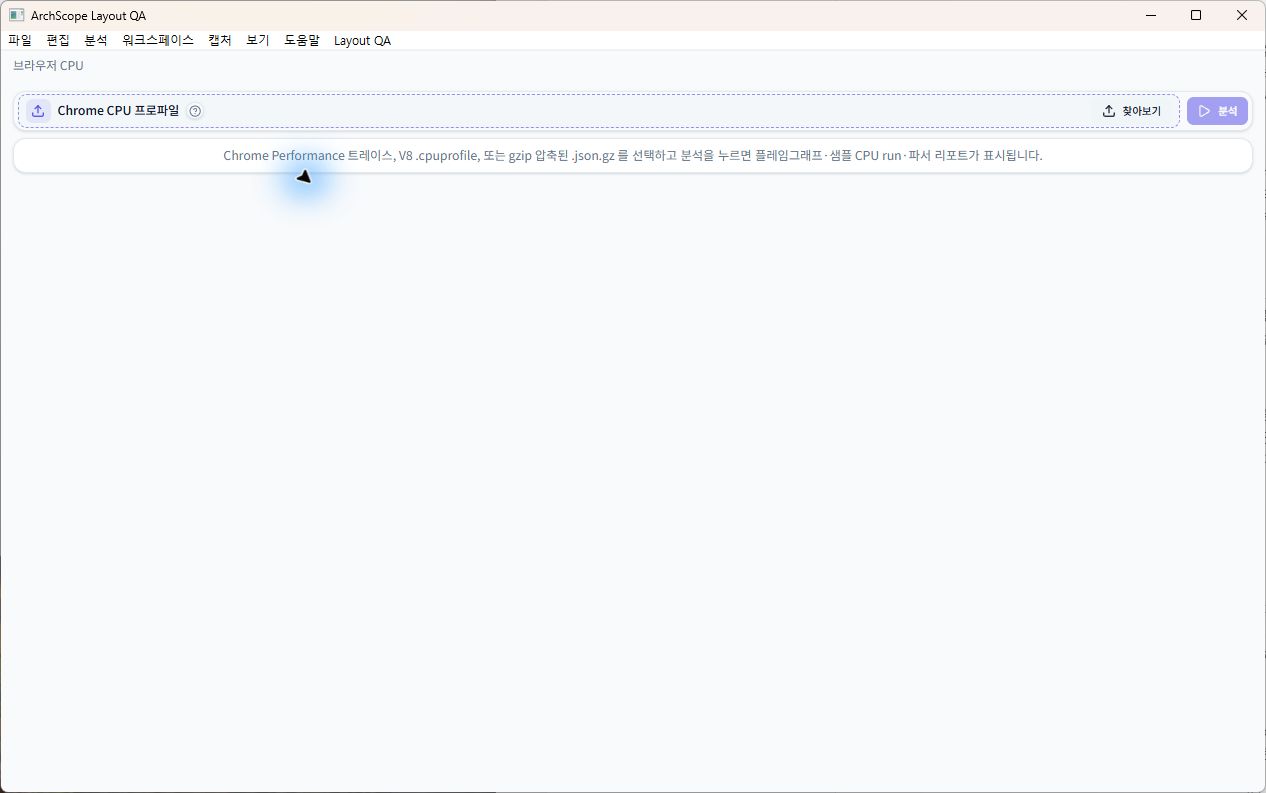 ArchScope Layout QA
파일 편집 분석 워크스페이스 캡처 보기 도움말 Layout QA
브라우저 CPU
Chrome CPU 프로파일 찾아보기 분석
Chrome Performance 트레이스, V8 .cpuprofile, 또는 gzip 압축된 .json.gz 를 선택하고 분석을 누르면 플레임그래프·샘플 CPU run·파서 리포트가 표시됩니다.